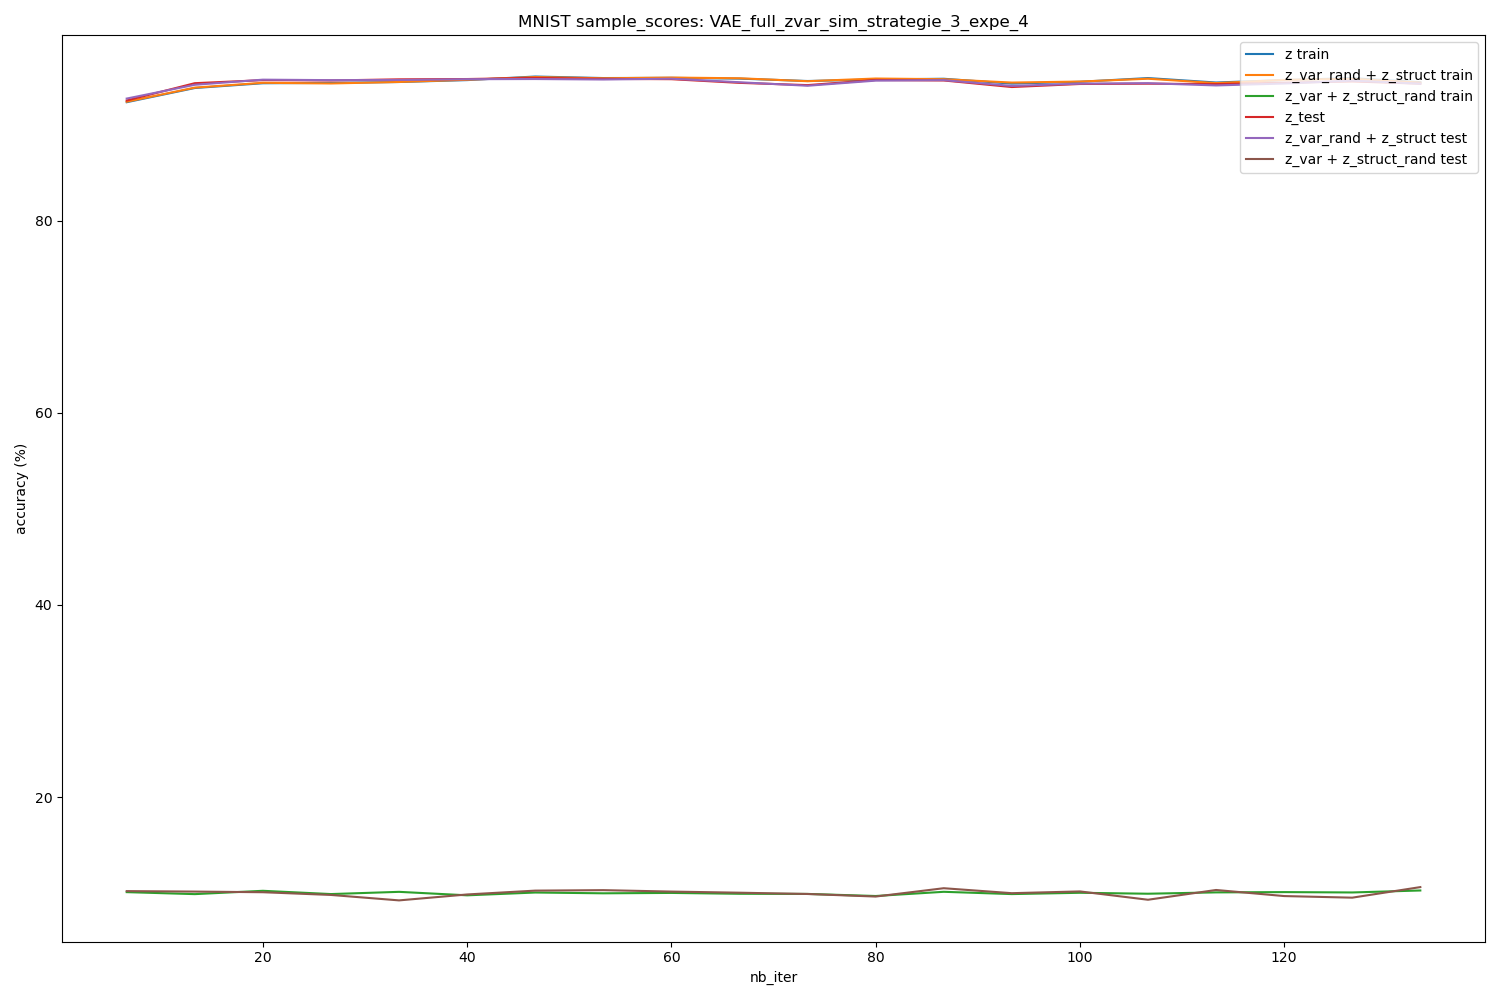 MNIST sample_scores: VAE_full_zvar_sim_strategie_3_expe_4
z train
z_var_rand + z_struct train
z_var + z_struct_rand train
z_test
z_var_rand + z_struct test
z_var + z_struct_rand test
accuracy (%)
80
60
40
20
20 40 60 80 100 120
nb_iter